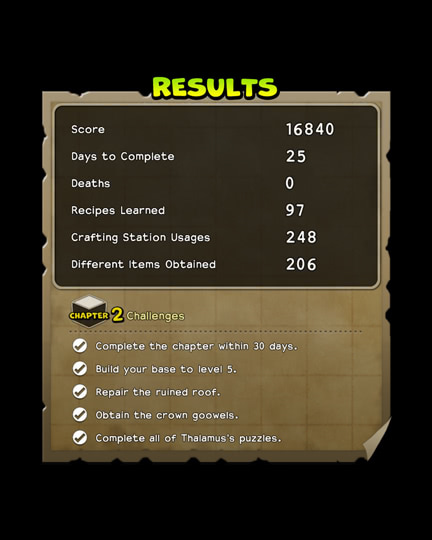 RESULTS
Score 16840
Days to Complete 25
Deaths 0
Recipes Learned 97
Crafting Station Usages 248
Different Items Obtained 206
CHAPTER 2 Challenges
Complete the chapter within 30 days.
Build your base to level 5.
Repair the ruined roof.
Obtain the crown goowels.
Complete all of Thalamus's puzzles.